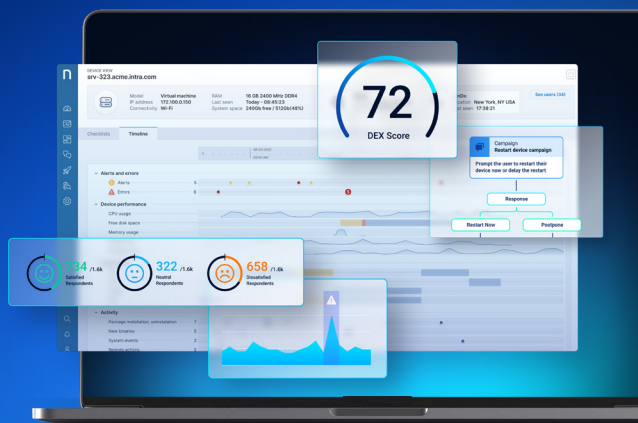 n
DEVICE VIEW
srv-323.acme.intra.com
Model Virtual machine
IP address 172.100.0.150
Connectivity Wi-Fi
RAM 16 GB 2400 MHz DDR4
Last seen Today - 08:45:23
System space 240Gb free / 512Gb(48%)
New York, NY USA
17:38:21
See users (36)
Checklists Timeline
72
DEX Score
Campaign
Restart device campaign
Prompt the user to restart their
device now or delay the restart
Response
Restart Now Postpone
Alerts and errors
Alerts
Errors
Device performance
CPU usage
Free disk space
Memory usage
/1.6k
Satisfied
Respondents
322 /1.6k
Neutral
Respondents
658 /1.6k
Dissatisfied
Respondents
Activity
Package installation, uninstallation
New binaries
System events
Remote actions